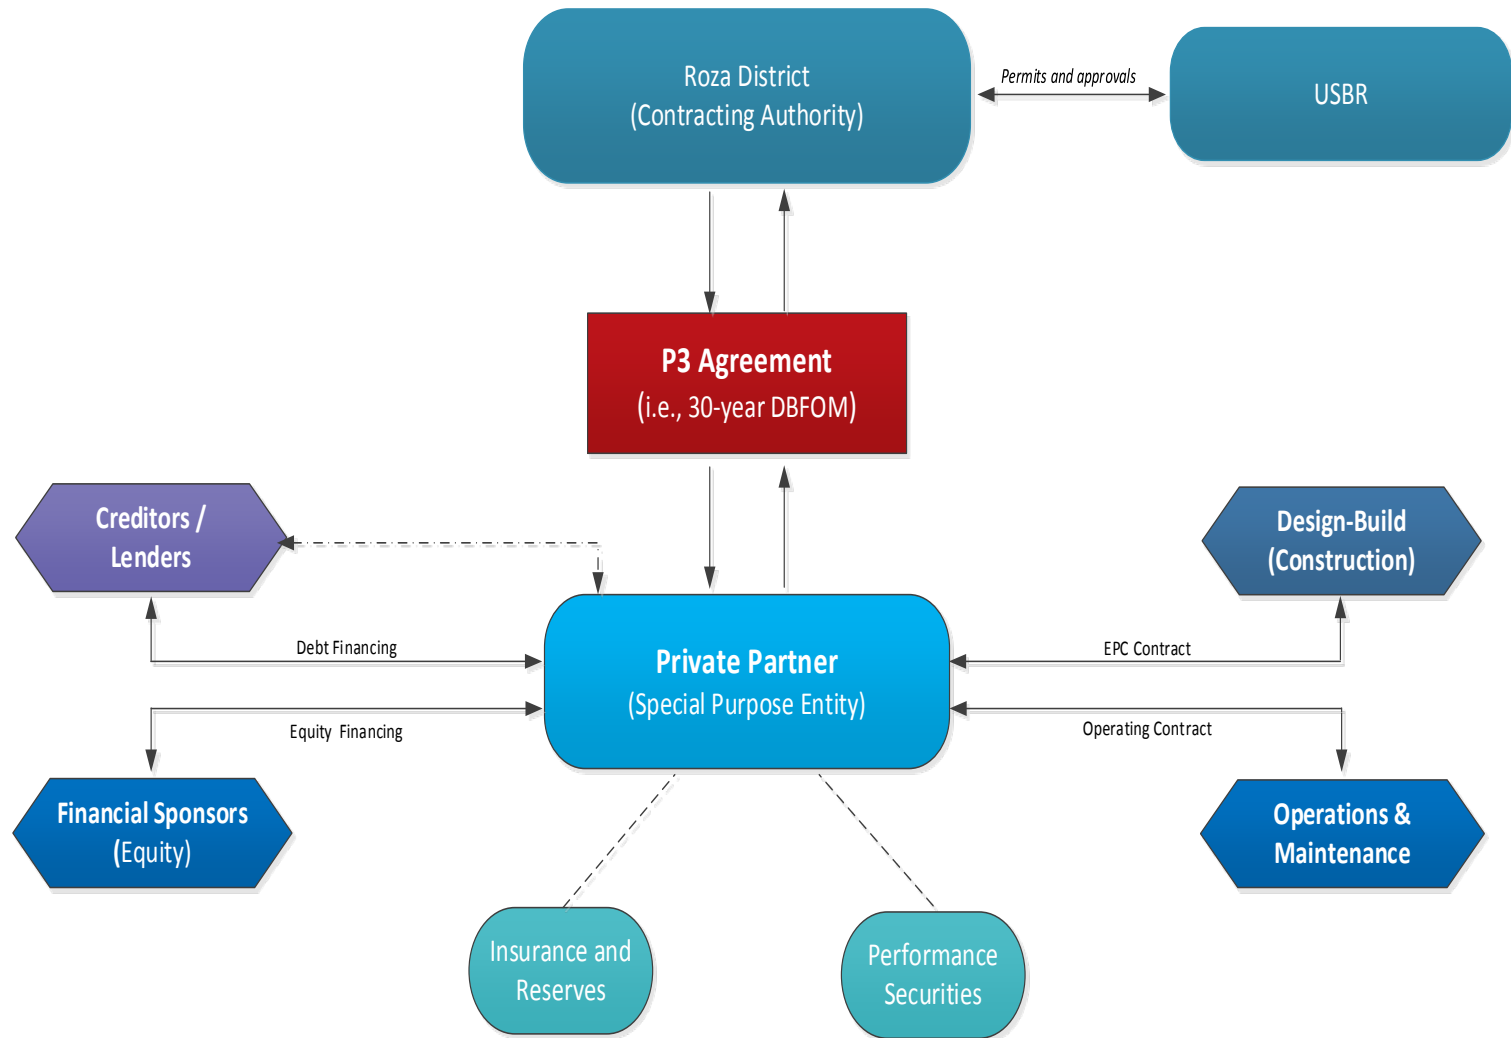 Roza District
(Contracting Authority)
Permits and approvals
USBR
P3 Agreement
(i.e., 30-year DBFOM)
Creditors /
Lenders
Design-Build
(Construction)
Debt Financing
Private Partner
(Special Purpose Entity)
EPC Contract
Equity Financing
Operating Contract
Financial Sponsors
(Equity)
Operations &
Maintenance
Insurance and
Reserves
Performance
Securities